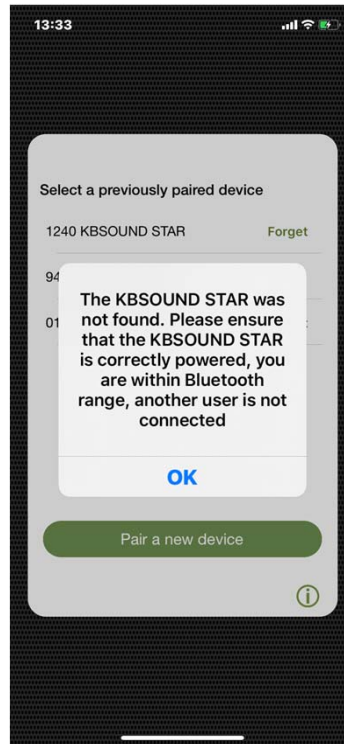 13:33
Select a previously paired device
1240 KBSOUND STAR Forget
94
01
The KBSOUND STAR was
not found. Please ensure
that the KBSOUND STAR
is correctly powered, you
are within Bluetooth
range, another user is not
connected
OK
Pair a new device